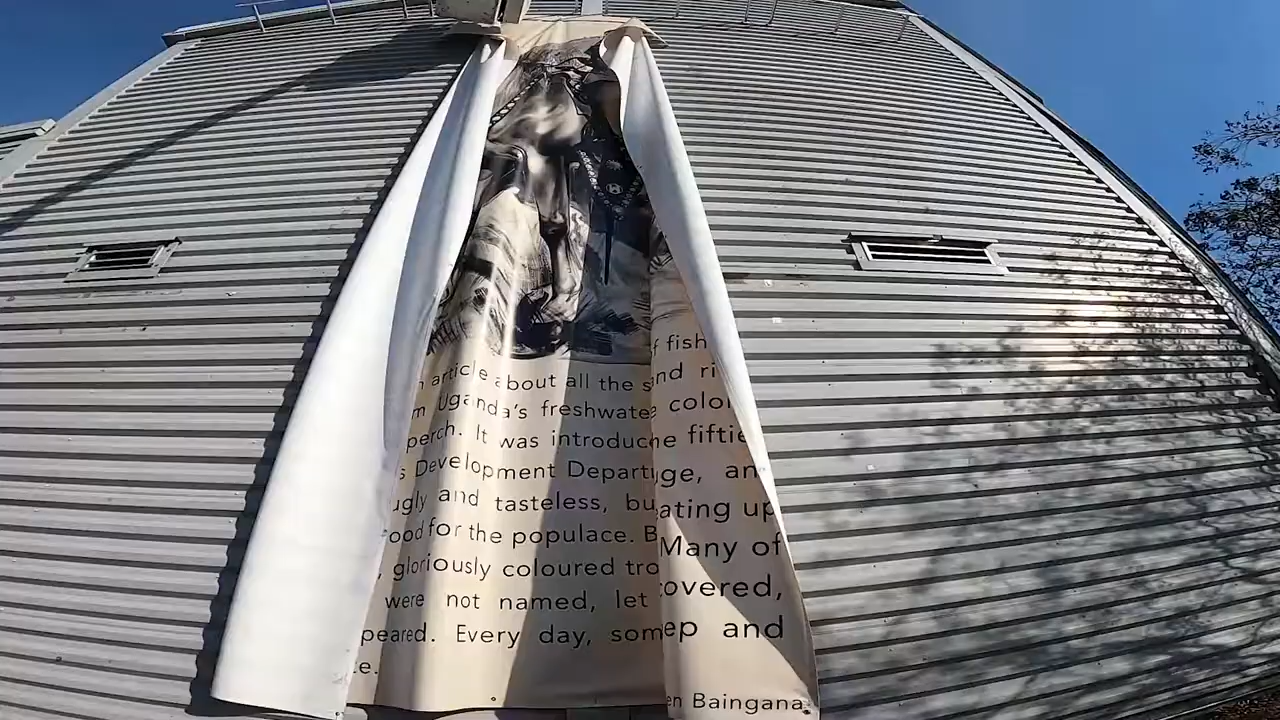 f fish
article about all the s nd ri
m Uganda's freshwate colo
perch. It was introduc e fiftie
s Development Depart ge, an
ugly and tasteless, bu ating up
ood for the populace. B Many of
, gloriously coloured tro overed,
were not named, let
peared. Every day, som ep and
e.
en Baingana